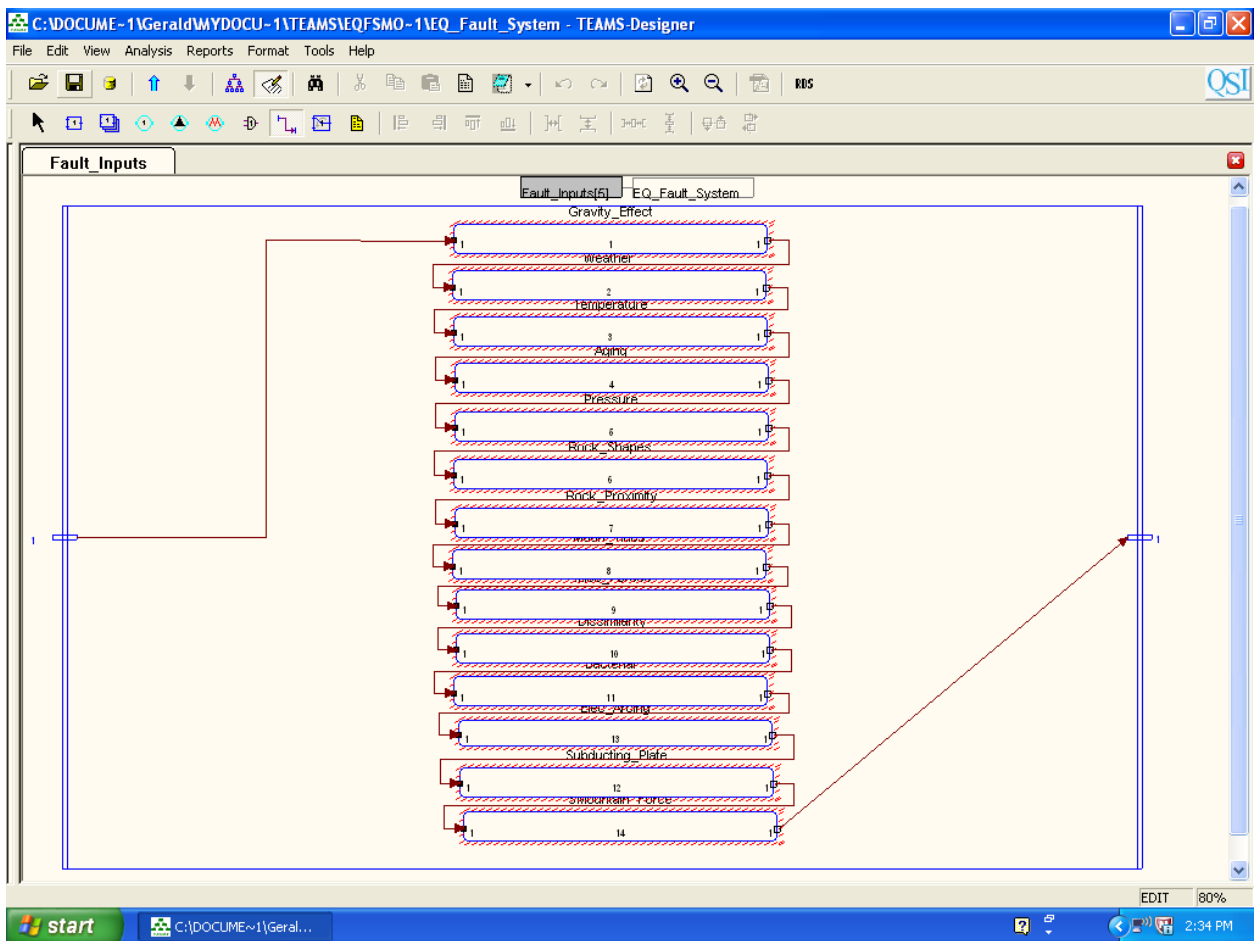 C:\DOCUME~1\Gerald\MYDOCU~1\TEAMS\EQFSMO~1\EQ_Fault_System - TEAMS-Designer
File Edit View Analysis Reports Format Tools Help
RDS
QSI
Fault_Inputs
Fault_Inputs[5] EQ_Fault_System
Gravity_Effect
1 1 1
Weather
1 2 1
Temperature
1 3 1
Aging
1 4 1
Pressure
1 5 1
Rock_Shapes
1 6 1
Rock_Proximity
1 7 1
1 1
1 8 1
1 9 1
Dissimilarity
1 10 1
Bacterial
1 11 1
Elec_Arcing
1 13 1
Subducting_Plate
1 12 1
SMountain_Force
1 14 1
EDIT 80%
start C:\DOCUME~1\Geral... 2:34 PM